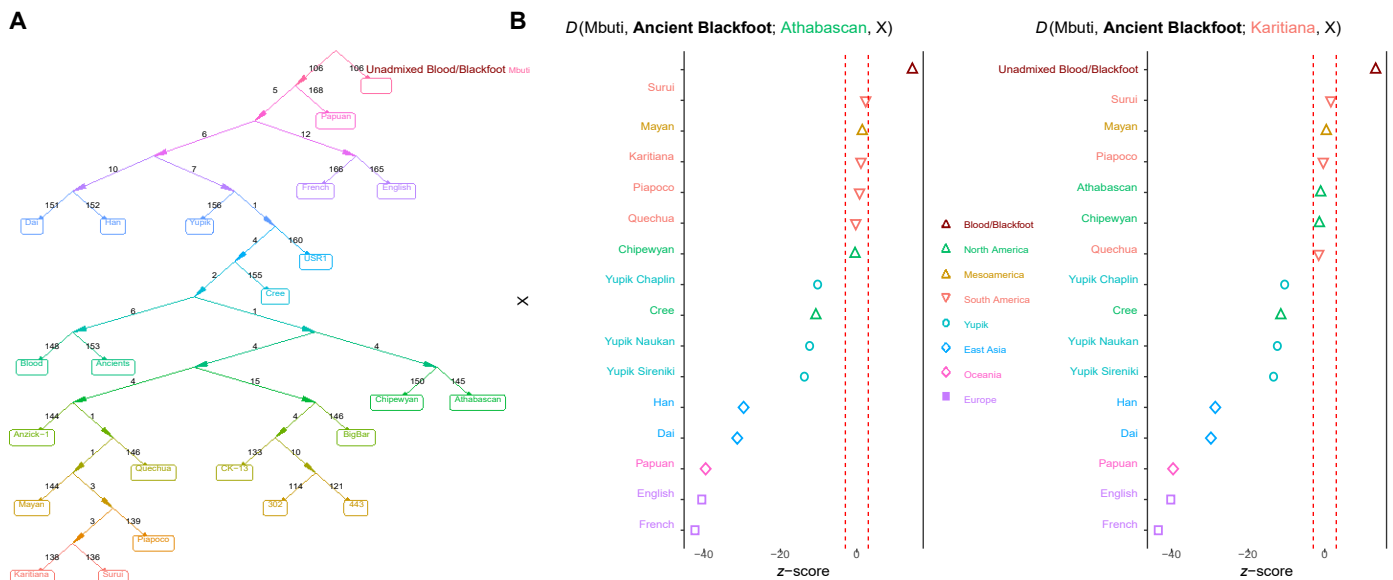 A
106
106
Unadmixed Blood/Blackfoot Mbuti
5
168
Papuan
6
12
10
7
166
165
French
English
151
152
156
1
Dai
Han
Yupik
4
160
USR1
2
155
Cree
6
1
148
153
4
4
Blood
Ancients
4
15
150
145
Chipewyan
Athabascan
144
1
4
146
Anzick−1
BigBar
1
146
133
10
Quechua
CK−13
144
3
114
121
Mayan
302
443
3
139
Piapoco
138
136
Karitiana
Surui
B
D(Mbuti, Ancient Blackfoot; Athabascan, X)
X
Surui
Mayan
Karitiana
Piapoco
Quechua
Chipewyan
Yupik Chaplin
Cree
Yupik Naukan
Yupik Sireniki
Han
Dai
Papuan
English
French
−40
−20
0
z−score
Blood/Blackfoot
North America
Mesoamerica
South America
Yupik
East Asia
Oceania
Europe
D(Mbuti, Ancient Blackfoot; Karitiana, X)
Unadmixed Blood/Blackfoot
Surui
Mayan
Piapoco
Athabascan
Chipewyan
Quechua
Yupik Chaplin
Cree
Yupik Naukan
Yupik Sireniki
Han
Dai
Papuan
English
French
−40
−20
0
z−score